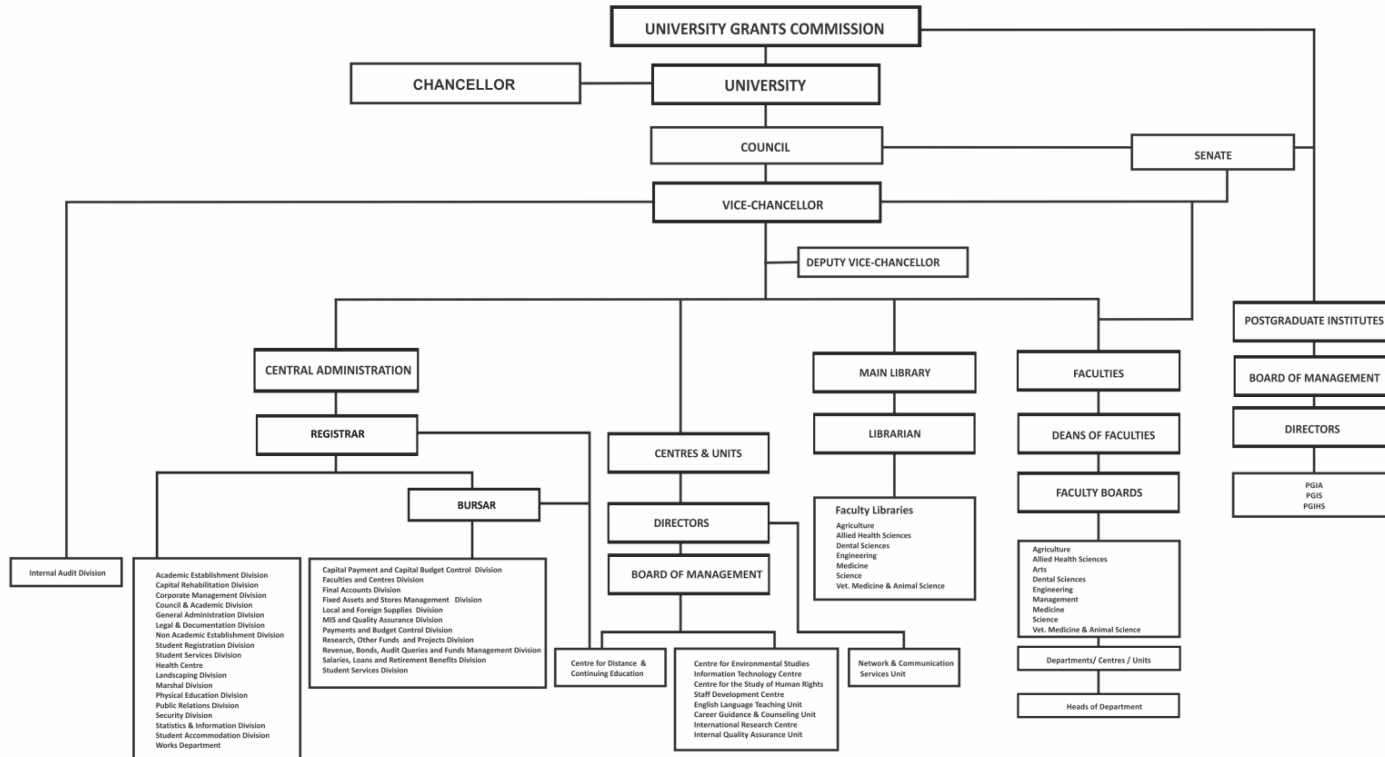 UNIVERSITY GRANTS COMMISSION
CHANCELLOR
UNIVERSITY
COUNCIL
SENATE
VICE-CHANCELLOR
DEPUTY VICE-CHANCELLOR
CENTRAL ADMINISTRATION
REGISTRAR
BURSAR
Internal Audit Division
Academic Establishment Division
Capital Rehabilitation Division
Corporate Management Division
Council & Academic Division
General Administration Division
Legal & Documentation Division
Non Academic Establishment Division
Student Registration Division
Student Services Division
Health Centre
Landscaping Division
Marshal Division
Physical Education Division
Public Relations Division
Security Division
Statistics & Information Division
Student Accommodation Division
Works Department
Capital Payment and Capital Budget Control Division
Faculties and Centres Division
Final Accounts Division
Fixed Assets and Stores Management Division
Local and Foreign Supplies Division
MIS and Quality Assurance Division
Payments and Budget Control Division
Research, Other Funds and Projects Division
Revenue, Bonds, Audit Queries and Funds Management Division
Salaries, Loans and Retirement Benefits Division
Student Services Division
CENTRES & UNITS
DIRECTORS
BOARD OF MANAGEMENT
Centre for Distance &
Continuing Education
Centre for Environmental Studies
Information Technology Centre
Centre for the Study of Human Rights
Staff Development Centre
English Language Teaching Unit
Career Guidance & Counseling Unit
International Research Centre
Internal Quality Assurance Unit
Network & Communication
Services Unit
MAIN LIBRARY
LIBRARIAN
Faculty Libraries
Agriculture
Allied Health Sciences
Dental Sciences
Engineering
Medicine
Science
Vet. Medicine & Animal Science
FACULTIES
DEANS OF FACULTIES
FACULTY BOARDS
Agriculture
Allied Health Sciences
Arts
Dental Sciences
Engineering
Management
Medicine
Science
Vet. Medicine & Animal Science
Departments/ Centres / Units
Heads of Department
POSTGRADUATE INSTITUTES
BOARD OF MANAGEMENT
DIRECTORS
PGIA
PGIS
PGIHS